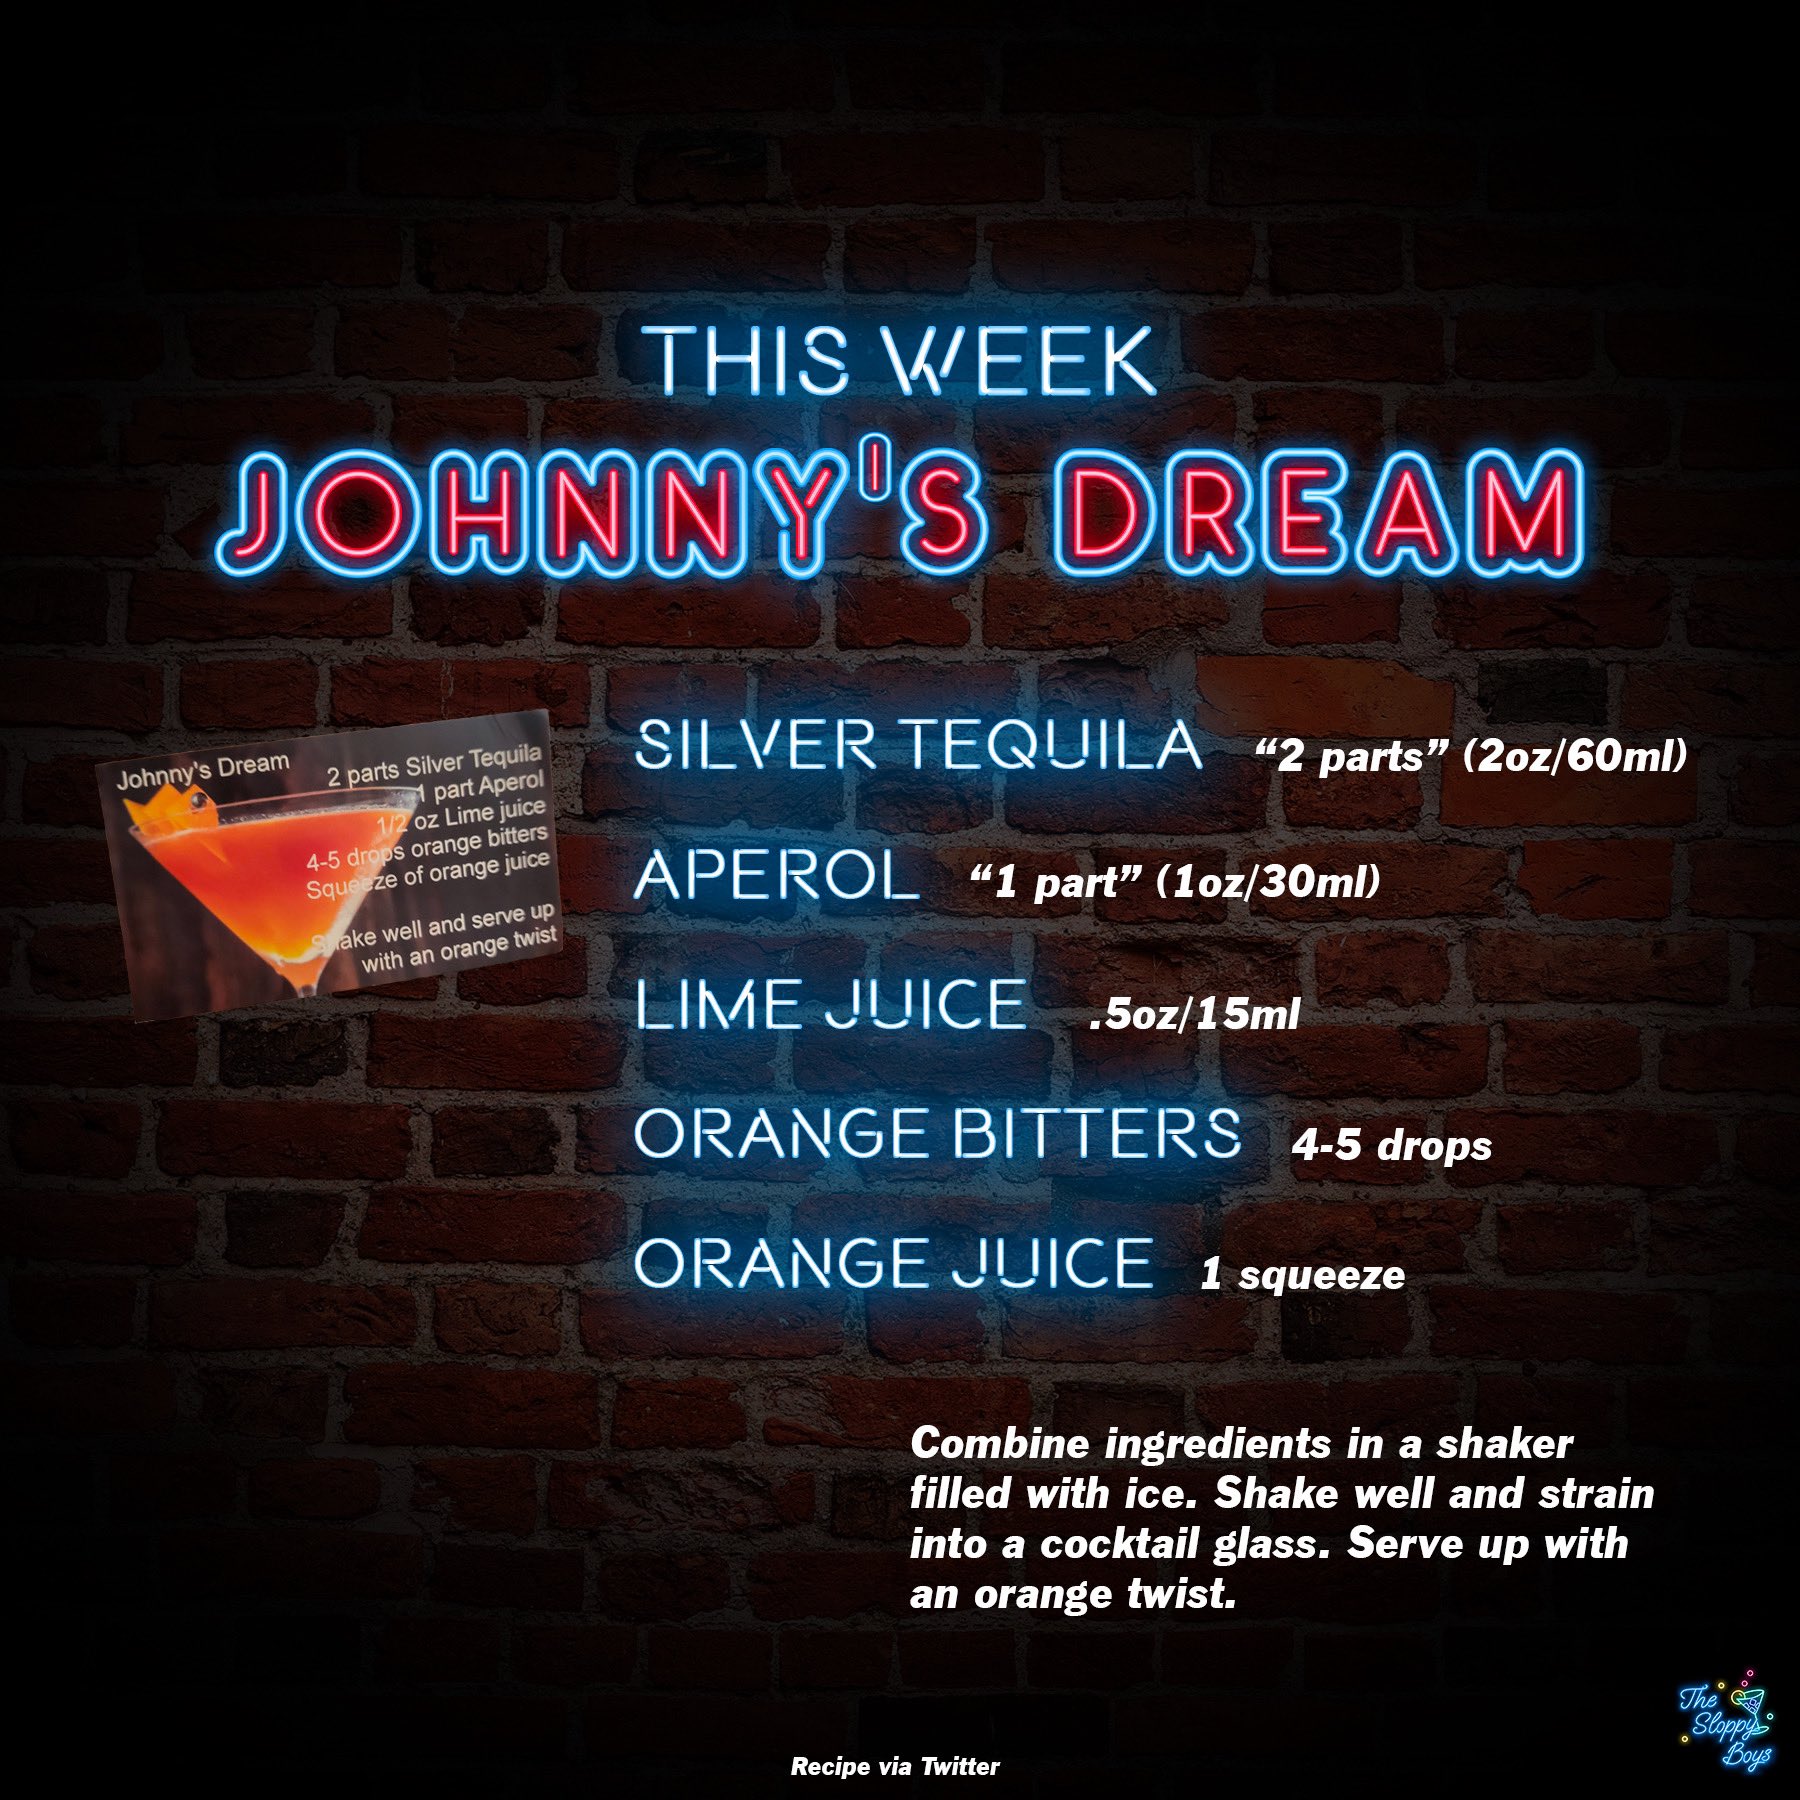 THIS WEEK
JOHNNY'S DREAM
Johnny's Dream
2 parts Silver Tequila
1 part Aperol
1/2 oz Lime juice
4-5 drops orange bitters
Squeeze of orange juice
Shake well and serve up
with an orange twist
SILVER TEQUILA “2 parts” (2oz/60ml)
APEROL “1 part” (1oz/30ml)
LIME JUICE .5oz/15ml
ORANGE BITTERS 4-5 drops
ORANGE JUICE 1 squeeze
Combine ingredients in a shaker
filled with ice. Shake well and strain
into a cocktail glass. Serve up with
an orange twist.
The
Sloppy
Boys
Recipe via Twitter